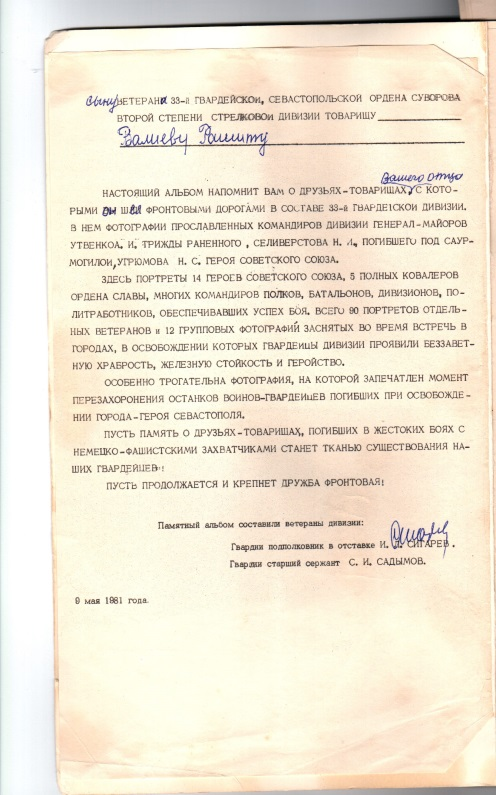 сыну ВЕТЕРАНА 33-й ГВАРДЕЙСКОЙ, СЕВАСТОПОЛЬСКОЙ ОРДЕНА СУВОРОВА
ВТОРОЙ СТЕПЕНИ СТРЕЛКОВОЙ ДИВИЗИИ ТОВАРИЩУ
Валиеву Рашиту
Вашего отца
НАСТОЯЩИЙ АЛЬБОМ НАПОМНИТ ВАМ О ДРУЗЬЯХ-ТОВАРИЩАХ, С КОТО-
РЫМИ ОН ШЕЛ ФРОНТОВЫМИ ДОРОГАМИ В СОСТАВЕ 33-й ГВАРДЕЙСКОЙ ДИВИЗИИ.
В НЕМ ФОТОГРАФИИ ПРОСЛАВЛЕННЫХ КОМАНДИРОВ ДИВИЗИИ ГЕНЕРАЛ-МАЙОРОВ
УТВЕНКОА. И. ТРИЖДЫ РАНЕННОГО, СЕЛИВЕРСТОВА Н. И., ПОГИБШЕГО ПОД САУР-
МОГИЛОЙ, УГРЮМОВА Н. С. ГЕРОЯ СОВЕТСКОГО СОЮЗА.
ЗДЕСЬ ПОРТРЕТЫ 14 ГЕРОЕВ СОВЕТСКОГО СОЮЗА, 5 ПОЛНЫХ КОВАЛЕРОВ
ОРДЕНА СЛАВЫ, МНОГИХ КОМАНДИРОВ ПОЛКОВ, БАТАЛЬОНОВ, ДИВИЗИОНОВ, ПО-
ЛИТРАБОТНИКОВ, ОБЕСПЕЧИВАВШИХ УСПЕХ БОЯ. ВСЕГО 90 ПОРТРЕТОВ ОТДЕЛЬ-
НЫХ ВЕТЕРАНОВ и 12 ГРУППОВЫХ ФОТОГРАФИЙ ЗАСНЯТЫХ ВО ВРЕМЯ ВСТРЕЧЬ В
ГОРОДАХ, В ОСВОБОЖДЕНИИ КОТОРЫХ ГВАРДЕЙЦЫ ДИВИЗИИ ПРОЯВИЛИ БЕЗЗАВЕТ-
НУЮ ХРАБРОСТЬ, ЖЕЛЕЗНУЮ СТОЙКОСТЬ И ГЕРОЙСТВО.
ОСОБЕННО ТРОГАТЕЛЬНА ФОТОГРАФИЯ, НА КОТОРОЙ ЗАПЕЧАТЛЕН МОМЕНТ
ПЕРЕЗАХОРОНЕНИЯ ОСТАНКОВ ВОИНОВ-ГВАРДЕЙЦЕВ ПОГИБШИХ ПРИ ОСВОБОЖДЕ-
НИИ ГОРОДА-ГЕРОЯ СЕВАСТОПОЛЯ.
ПУСТЬ ПАМЯТЬ О ДРУЗЬЯХ-ТОВАРИЩАХ, ПОГИБШИХ В ЖЕСТОКИХ БОЯХ С
НЕМЕЦКО-ФАШИСТСКИМИ ЗАХВАТЧИКАМИ СТАНЕТ ТКАНЬЮ СУЩЕСТВОВАНИЯ НА-
ШИХ ГВАРДЕЙЦЕВ!
ПУСТЬ ПРОДОЛЖАЕТСЯ И КРЕПНЕТ ДРУЖБА ФРОНТОВАЯ!
Памятный альбом составили ветераны дивизии:
Гвардии подполковник в отставке И. Д. СИГАРЕВ.
Гвардии старший сержант С. И. САДЫМОВ.
9 мая 1981 года.